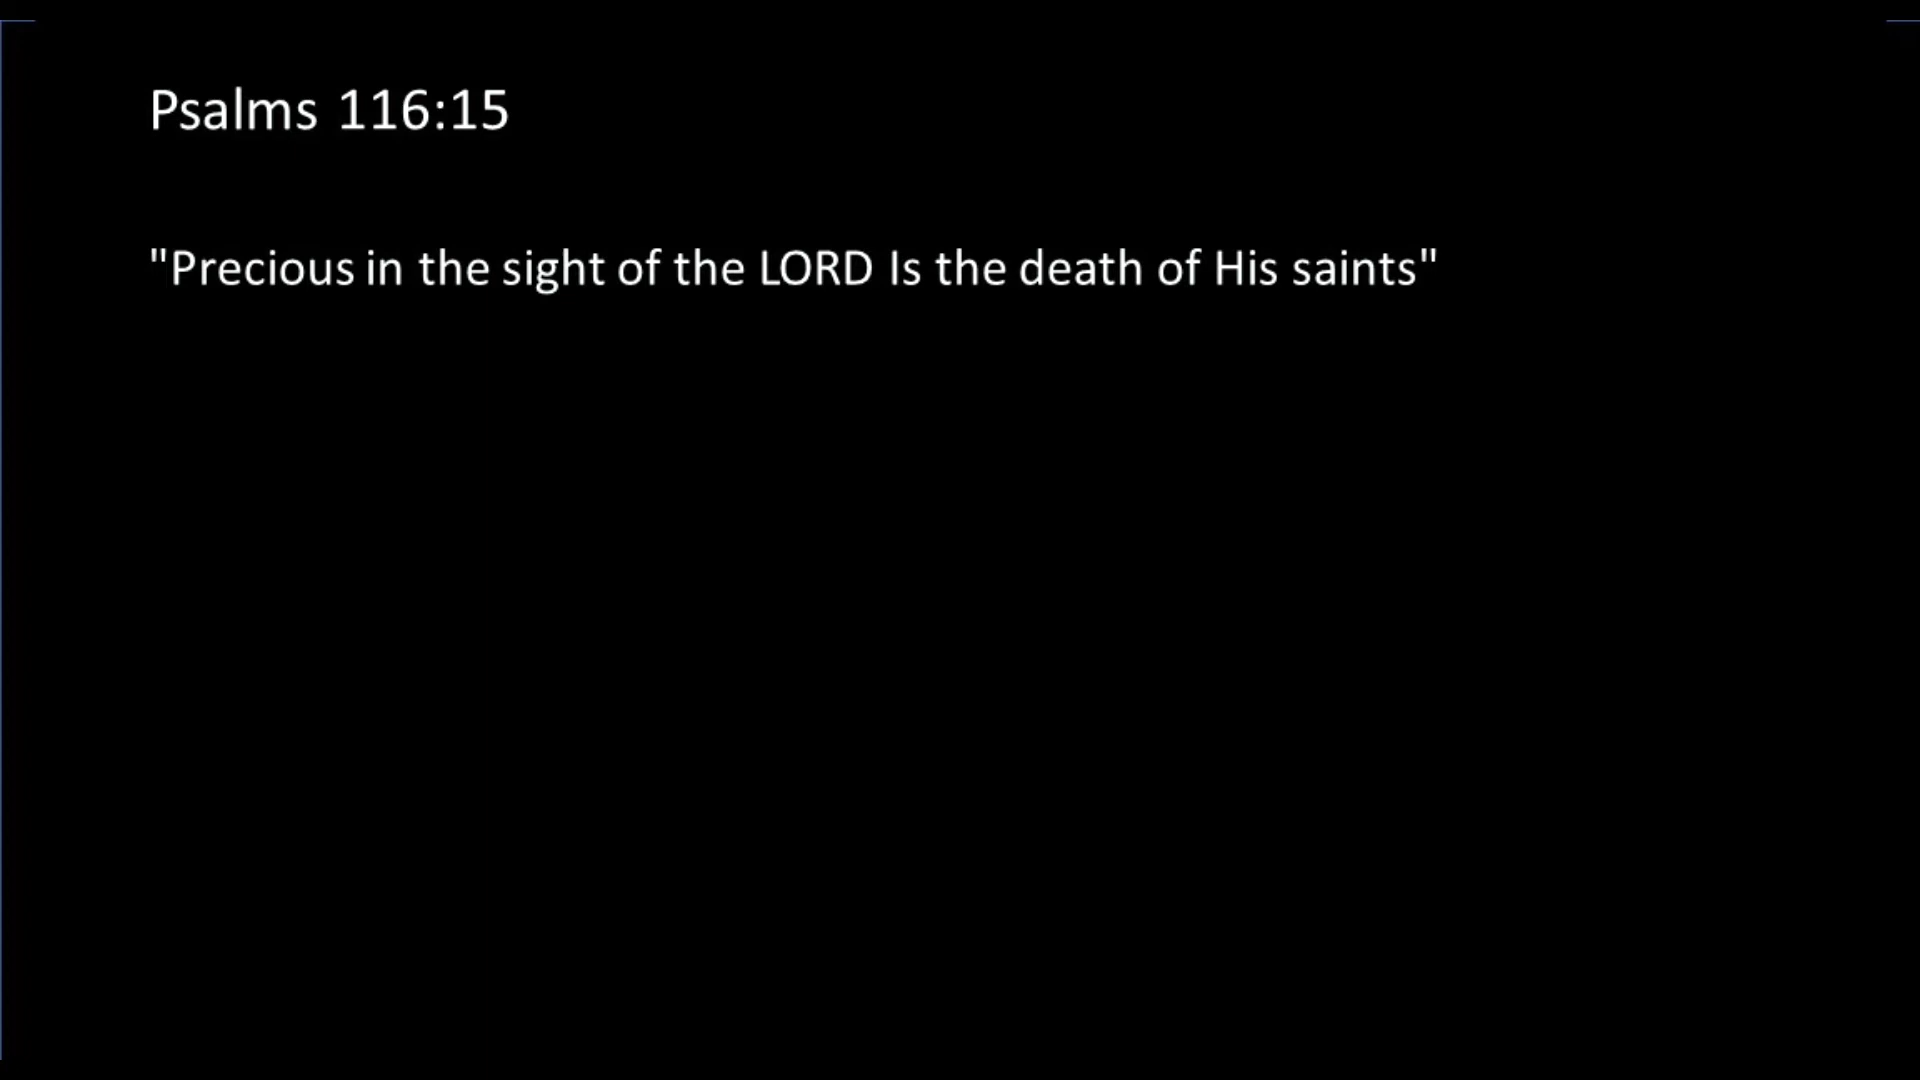 Psalms 116:15
"Precious in the sight of the LORD Is the death of His saints"